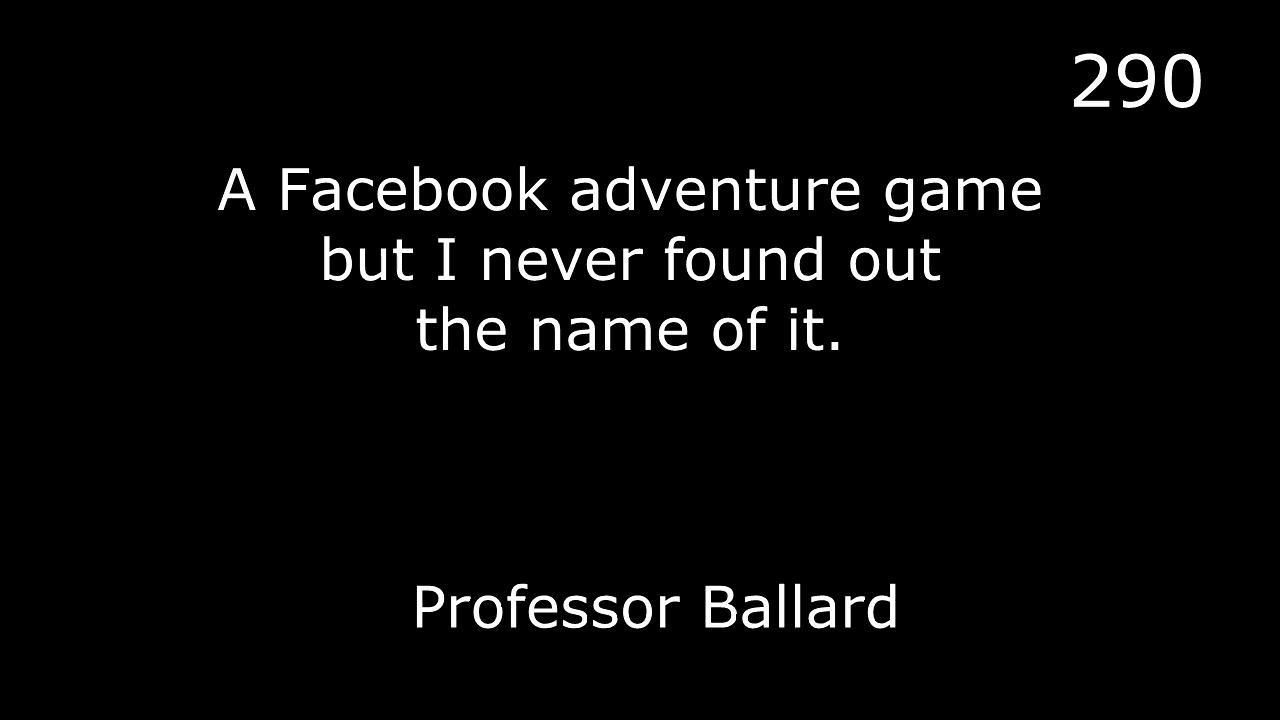 290
A Facebook adventure game
but I never found out
the name of it.
Professor Ballard